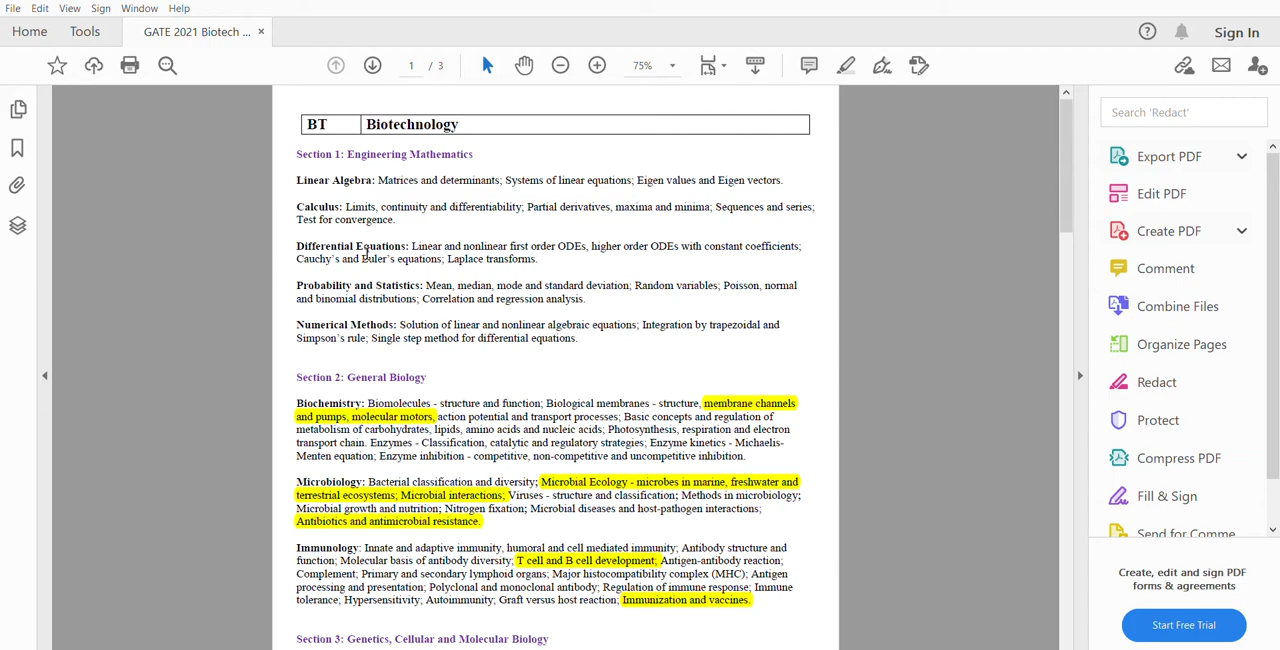 File Edit View Sign Window Help
Home Tools GATE 2021 Biotech ... × Sign In
1 / 3 75%
BT Biotechnology
Section 1: Engineering Mathematics
Linear Algebra: Matrices and determinants; Systems of linear equations; Eigen values and Eigen vectors.
Calculus: Limits, continuity and differentiability; Partial derivatives, maxima and minima; Sequences and series;
Test for convergence.
Differential Equations: Linear and nonlinear first order ODEs, higher order ODEs with constant coefficients;
Cauchy's and Euler's equations; Laplace transforms.
Probability and Statistics: Mean, median, mode and standard deviation; Random variables; Poisson, normal
and binomial distributions; Correlation and regression analysis.
Numerical Methods: Solution of linear and nonlinear algebraic equations; Integration by trapezoidal and
Simpson's rule; Single step method for differential equations.
Section 2: General Biology
Biochemistry: Biomolecules - structure and function; Biological membranes - structure, membrane channels
and pumps, molecular motors, action potential and transport processes; Basic concepts and regulation of
metabolism of carbohydrates, lipids, amino acids and nucleic acids; Photosynthesis, respiration and electron
transport chain. Enzymes - Classification, catalytic and regulatory strategies; Enzyme kinetics - Michaelis-
Menten equation; Enzyme inhibition - competitive, non-competitive and uncompetitive inhibition.
Microbiology: Bacterial classification and diversity; Microbial Ecology - microbes in marine, freshwater and
terrestrial ecosystems; Microbial interactions; Viruses - structure and classification; Methods in microbiology;
Microbial growth and nutrition; Nitrogen fixation; Microbial diseases and host-pathogen interactions;
Antibiotics and antimicrobial resistance.
Immunology: Innate and adaptive immunity, humoral and cell mediated immunity; Antibody structure and
function; Molecular basis of antibody diversity; T cell and B cell development; Antigen-antibody reaction;
Complement; Primary and secondary lymphoid organs; Major histocompatibility complex (MHC); Antigen
processing and presentation; Polyclonal and monoclonal antibody; Regulation of immune response; Immune
tolerance; Hypersensitivity; Autoimmunity; Graft versus host reaction; Immunization and vaccines.
Section 3: Genetics, Cellular and Molecular Biology
Search 'Redact'
Export PDF
Edit PDF
Create PDF
Comment
Combine Files
Organize Pages
Redact
Protect
Compress PDF
Fill & Sign
Send for Comme
Create, edit and sign PDF
forms & agreements
Start Free Trial